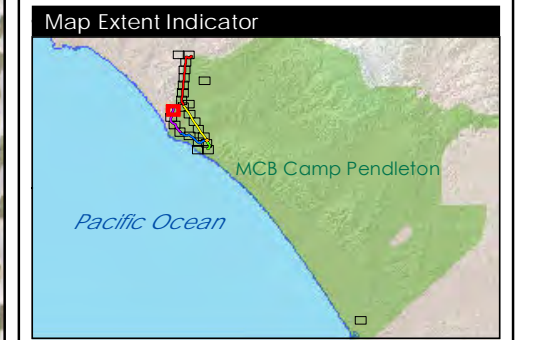 Map Extent Indicator
MCB Camp Pendleton
Pacific Ocean